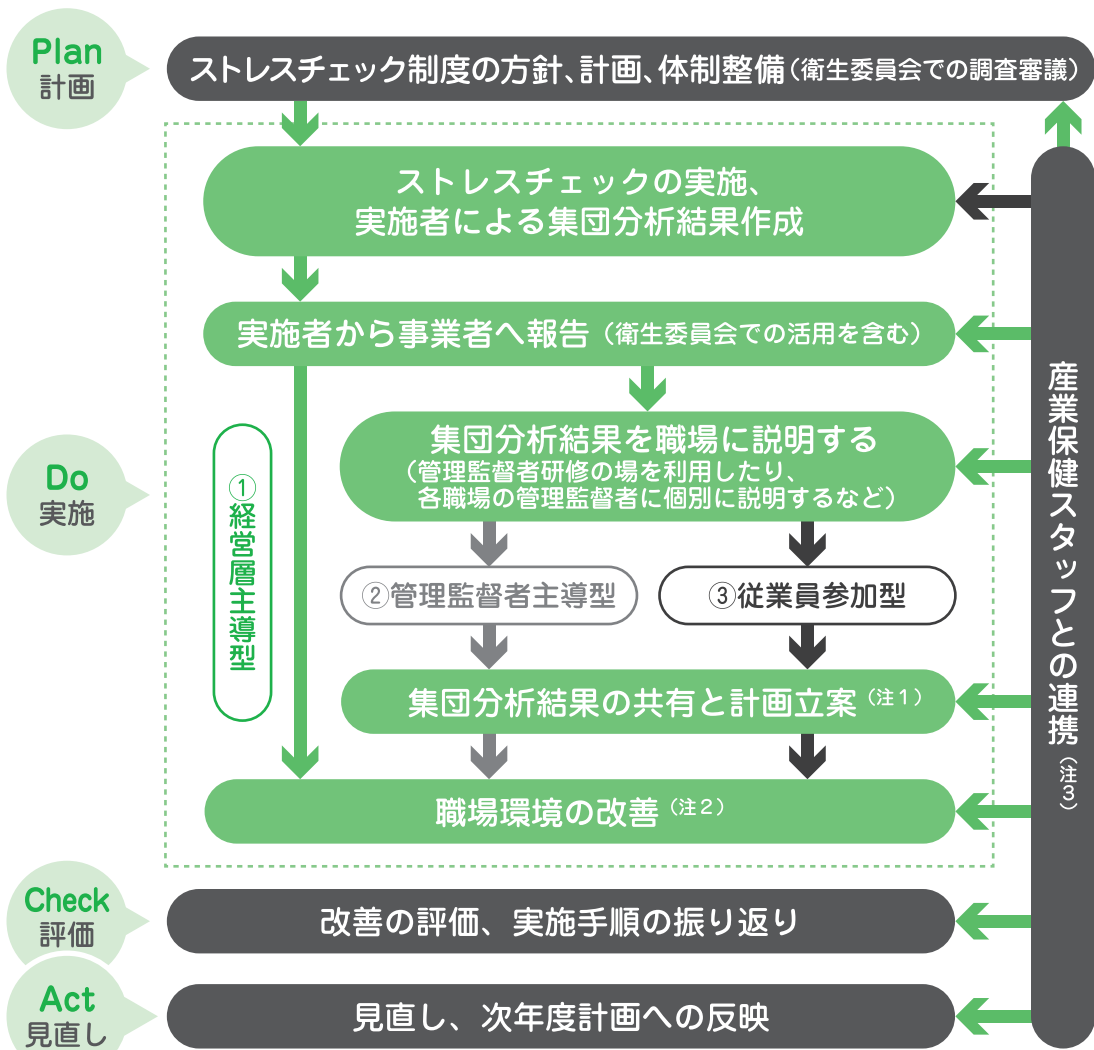 Plan
計画
ストレスチェック制度の方針、計画、体制整備（衛生委員会での調査審議）
ストレスチェックの実施、
実施者による集団分析結果作成
実施者から事業者へ報告（衛生委員会での活用を含む）
Do
実施
①経営層主導型
集団分析結果を職場に説明する
（管理監督者研修の場を利用したり、
各職場の管理監督者に個別に説明するなど）
②管理監督者主導型
③従業員参加型
集団分析結果の共有と計画立案（注１）
職場環境の改善（注２）
産業保健スタッフとの連携（注３）
Check
評価
改善の評価、実施手順の振り返り
Act
見直し
見直し、次年度計画への反映